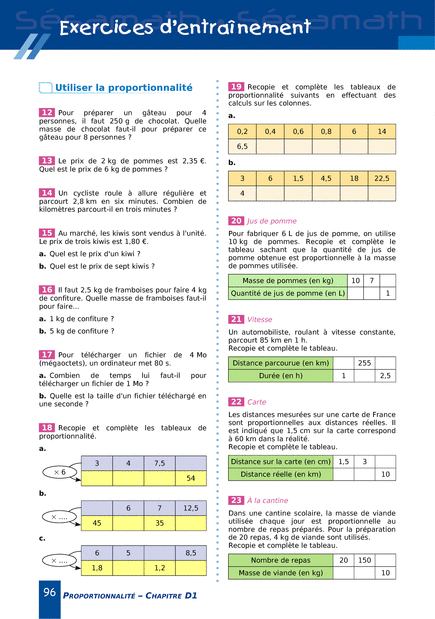 Sésamath
Sésamath
Exercices d'entraînement
Utiliser la proportionnalité
12 Pour préparer un gâteau pour 4
personnes, il faut 250 g de chocolat. Quelle
masse de chocolat faut-il pour préparer ce
gâteau pour 8 personnes ?
13 Le prix de 2 kg de pommes est 2,35 €.
Quel est le prix de 6 kg de pommes ?
14 Un cycliste roule à allure régulière et
parcourt 2,8 km en six minutes. Combien de
kilomètres parcourt-il en trois minutes ?
15 Au marché, les kiwis sont vendus à l'unité.
Le prix de trois kiwis est 1,80 €.
a. Quel est le prix d'un kiwi ?
b. Quel est le prix de sept kiwis ?
16 Il faut 2,5 kg de framboises pour faire 4 kg
de confiture. Quelle masse de framboises faut-il
pour faire...
a. 1 kg de confiture ?
b. 5 kg de confiture ?
17 Pour télécharger un fichier de 4 Mo
(mégaoctets), un ordinateur met 80 s.
a. Combien de temps lui faut-il pour
télécharger un fichier de 1 Mo ?
b. Quelle est la taille d'un fichier téléchargé en
une seconde ?
18 Recopie et complète les tableaux de
proportionnalité.
a.
3 4 7,5
× 6
54
b.
6 7 12,5
× ....
45 35
c.
6 5 8,5
× ....
1,8 1,2
19 Recopie et complète les tableaux de
proportionnalité suivants en effectuant des
calculs sur les colonnes.
a.
0,2 0,4 0,6 0,8 6 14
6,5
b.
3 6 1,5 4,5 18 22,5
4
20 Jus de pomme
Pour fabriquer 6 L de jus de pomme, on utilise
10 kg de pommes. Recopie et complète le
tableau sachant que la quantité de jus de
pomme obtenue est proportionnelle à la masse
de pommes utilisée.
Masse de pommes (en kg) 10 7
Quantité de jus de pomme (en L) 1
21 Vitesse
Un automobiliste, roulant à vitesse constante,
parcourt 85 km en 1 h.
Recopie et complète le tableau.
Distance parcourue (en km) 255
Durée (en h) 1 2,5
22 Carte
Les distances mesurées sur une carte de France
sont proportionnelles aux distances réelles. Il
est indiqué que 1,5 cm sur la carte correspond
à 60 km dans la réalité.
Recopie et complète le tableau.
Distance sur la carte (en cm) 1,5 3
Distance réelle (en km) 10
23 À la cantine
Dans une cantine scolaire, la masse de viande
utilisée chaque jour est proportionnelle au
nombre de repas préparés. Pour la préparation
de 20 repas, 4 kg de viande sont utilisés.
Recopie et complète le tableau.
Nombre de repas 20 150
Masse de viande (en kg) 10
96 PROPORTIONNALITÉ – CHAPITRE D1